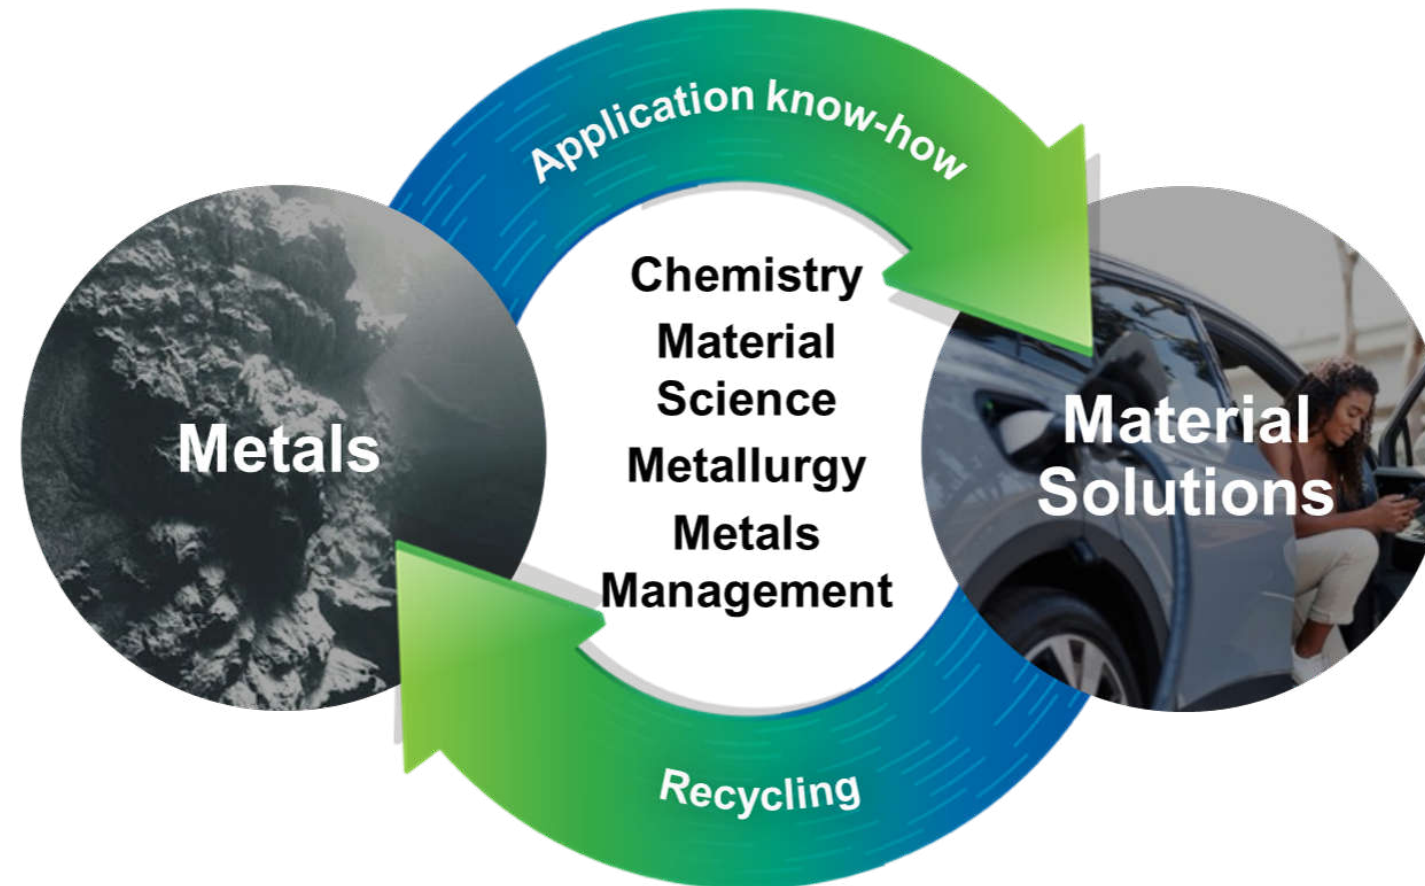 Application know-how
Metals
Chemistry
Material
Science
Metallurgy
Metals
Management
Material
Solutions
Recycling